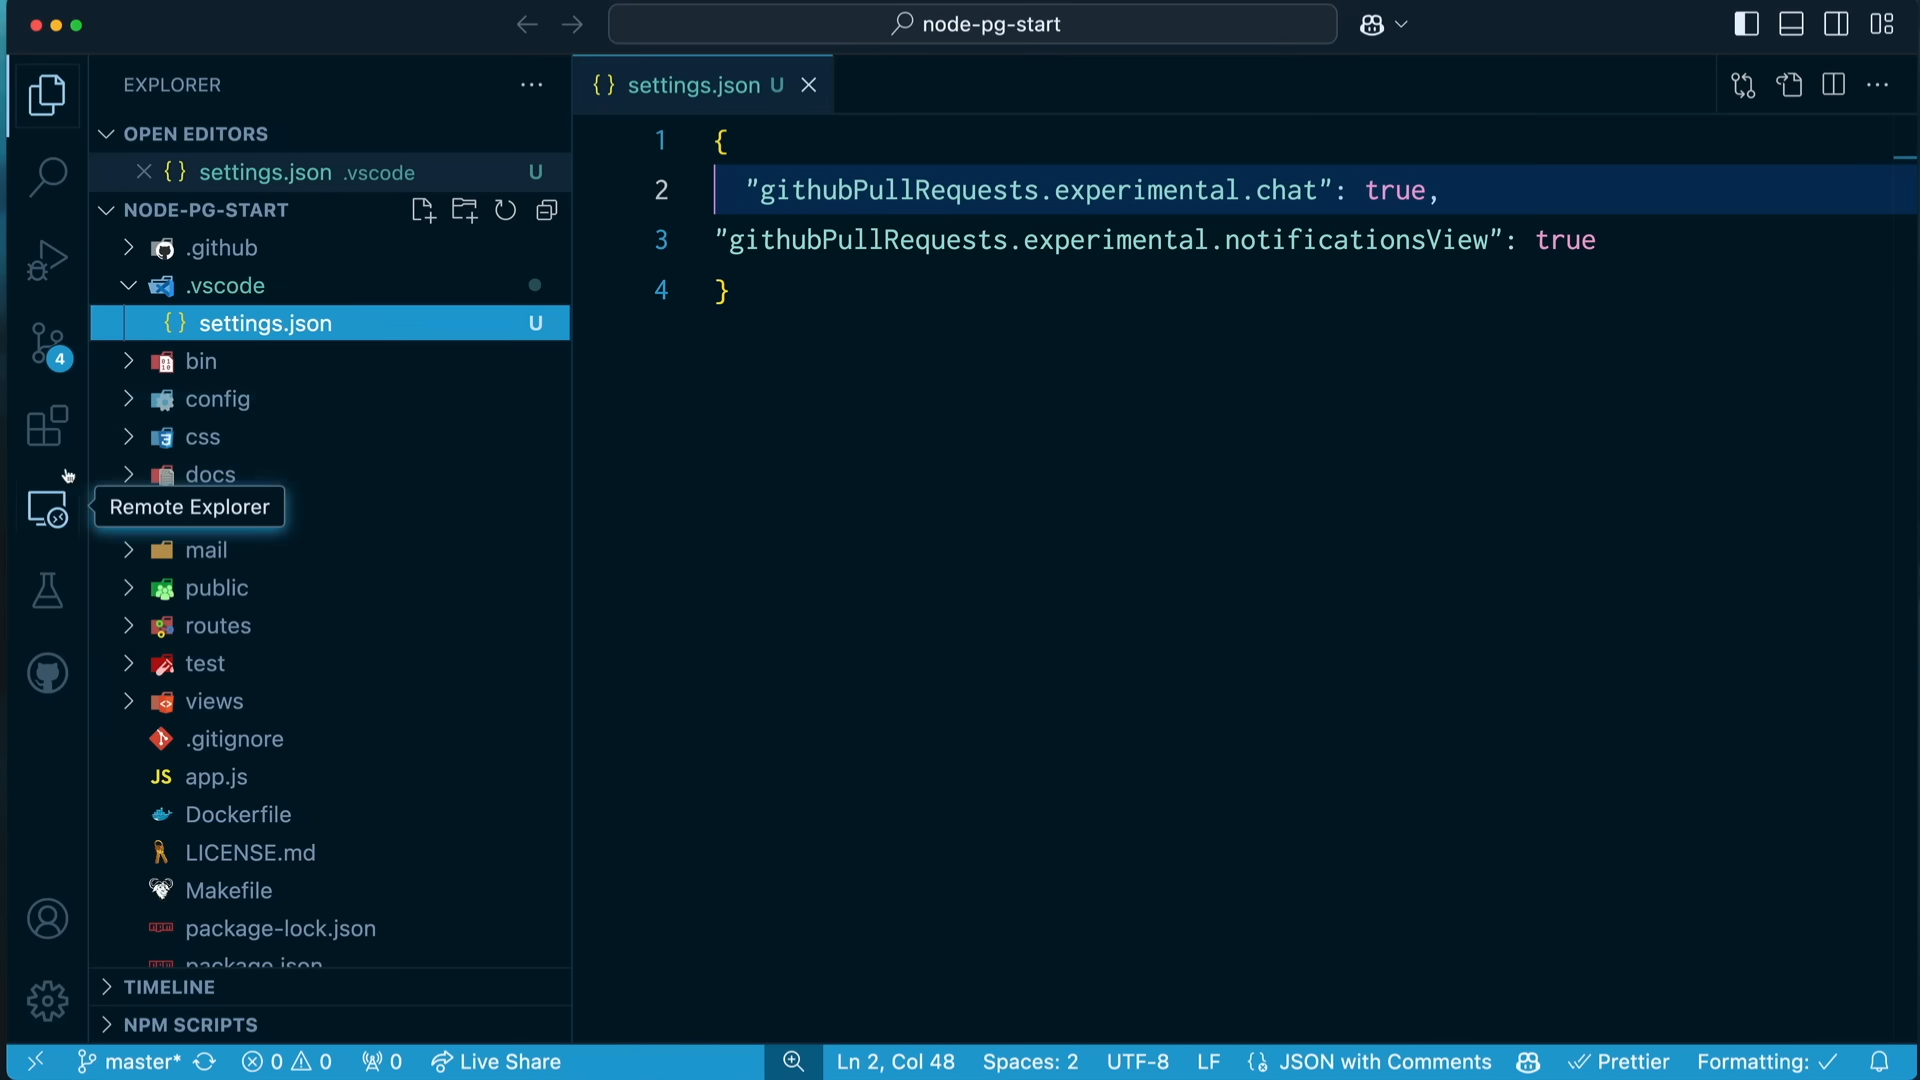 node-pg-start
EXPLORER
OPEN EDITORS
settings.json .vscode U
NODE-PG-START
.github
.vscode
settings.json U
bin
config
css
docs
Remote Explorer
mail
public
routes
test
views
.gitignore
JS app.js
Dockerfile
LICENSE.md
Makefile
package-lock.json
package.json
TIMELINE
NPM SCRIPTS
4
{} settings.json U
1 {
2 "githubPullRequests.experimental.chat": true,
3 "githubPullRequests.experimental.notificationsView": true
4 }
master* 0 0 0 Live Share Ln 2, Col 48 Spaces: 2 UTF-8 LF JSON with Comments Prettier Formatting: ✓